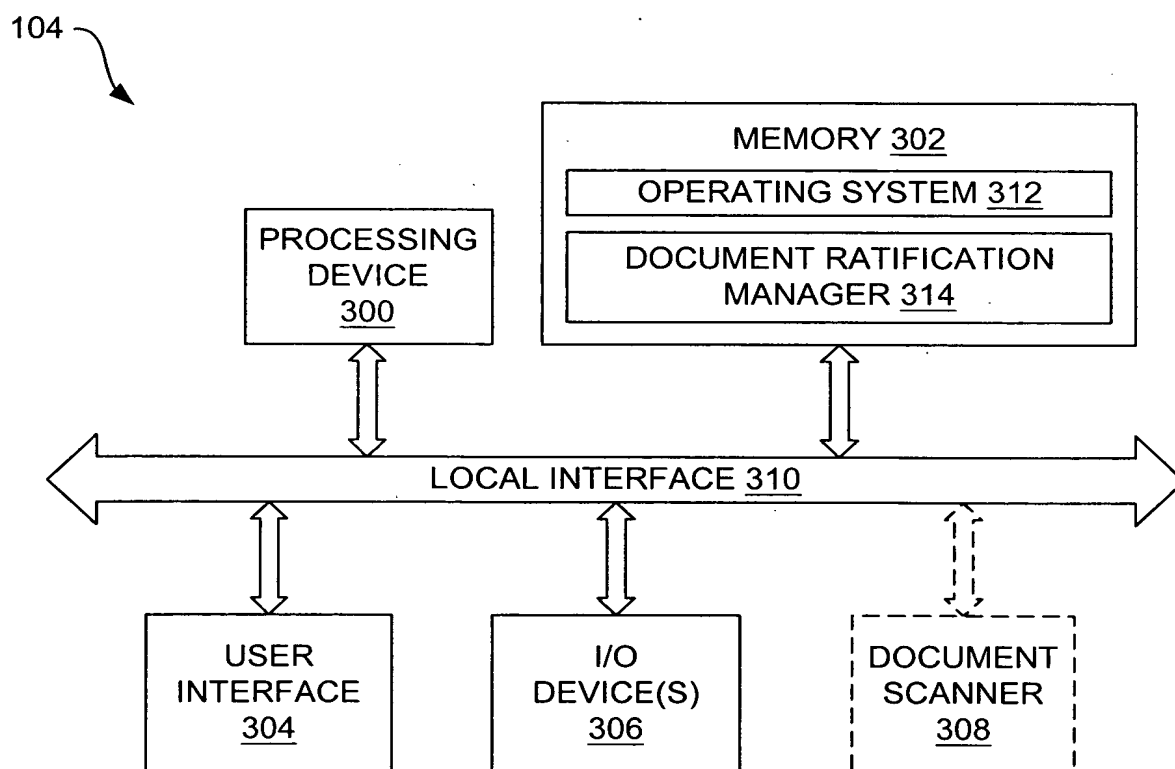 104
MEMORY 302
OPERATING SYSTEM 312
DOCUMENT RATIFICATION
MANAGER 314
PROCESSING
DEVICE
300
LOCAL INTERFACE 310
USER
INTERFACE
304
I/O
DEVICE(S)
306
DOCUMENT
SCANNER
308